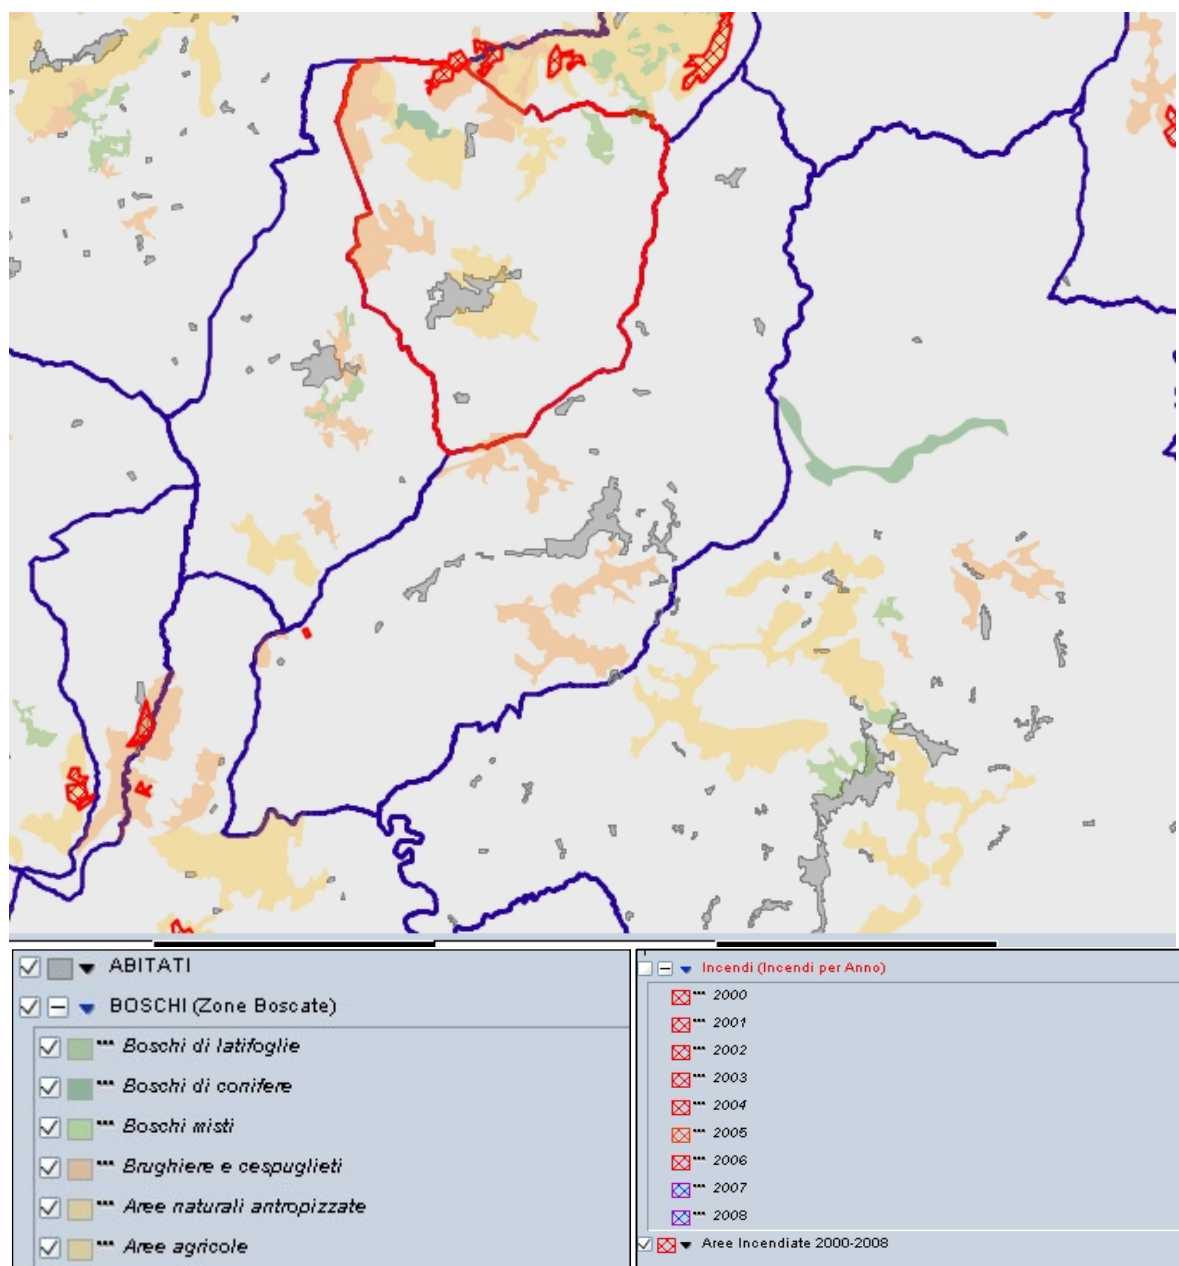 ABITATI
BOSCHI (Zone Boscate)
Boschi di latifoglie
Boschi di conifere
Boschi misti
Brughiere e cespuglieti
Aree naturali antropizzate
Aree agricole
Incendi (Incendi per Anno)
2000
2001
2002
2003
2004
2005
2006
2007
2008
Aree Incendiate 2000-2008